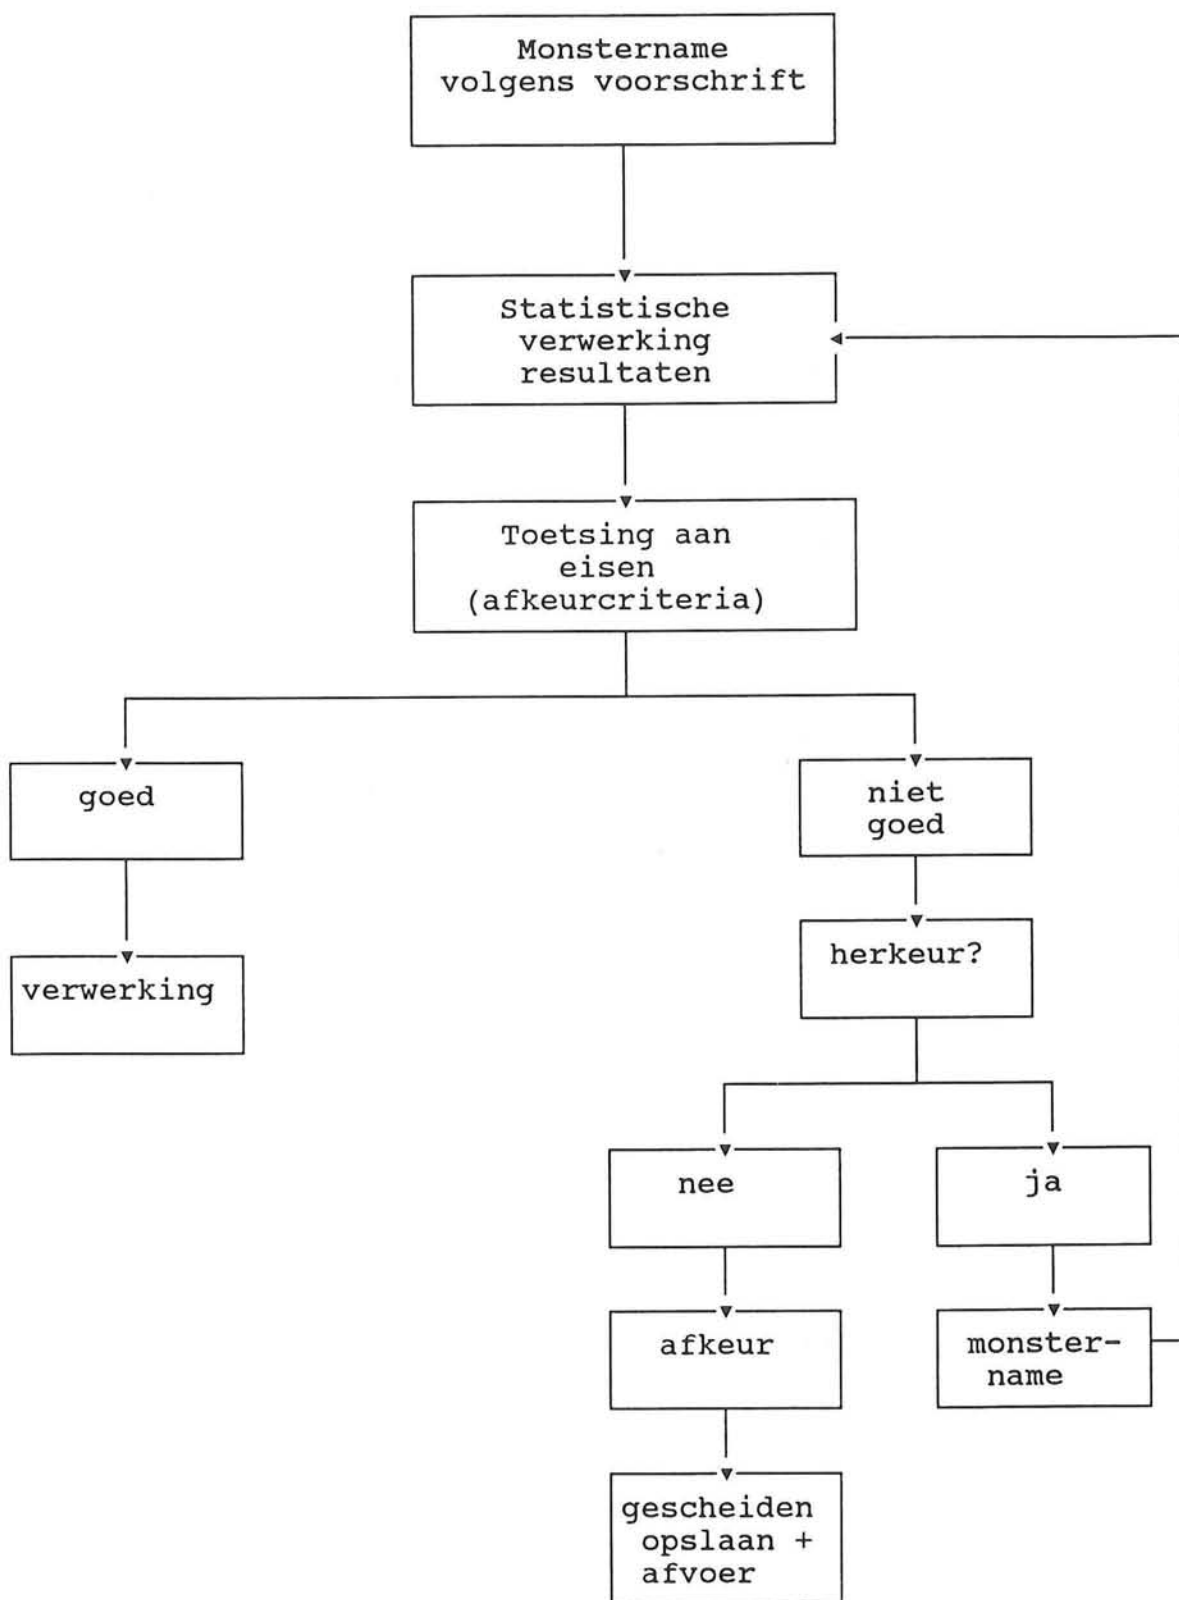 Monstername
volgens voorschrift
Statistische
verwerking
resultaten
Toetsing aan
eisen
(afkeurcriteria)
goed
niet
goed
verwerking
herkeur?
nee
ja
afkeur
monster-
name
gescheiden
opslaan +
afvoer